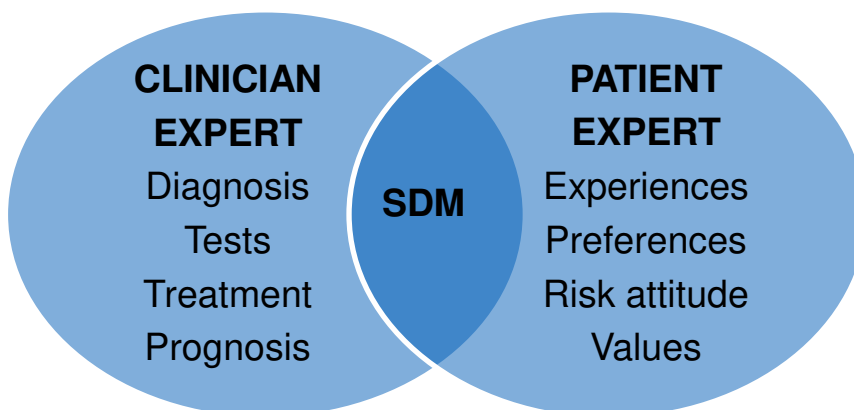 CLINICIAN
EXPERT
Diagnosis
Tests
Treatment
Prognosis
SDM
PATIENT
EXPERT
Experiences
Preferences
Risk attitude
Values